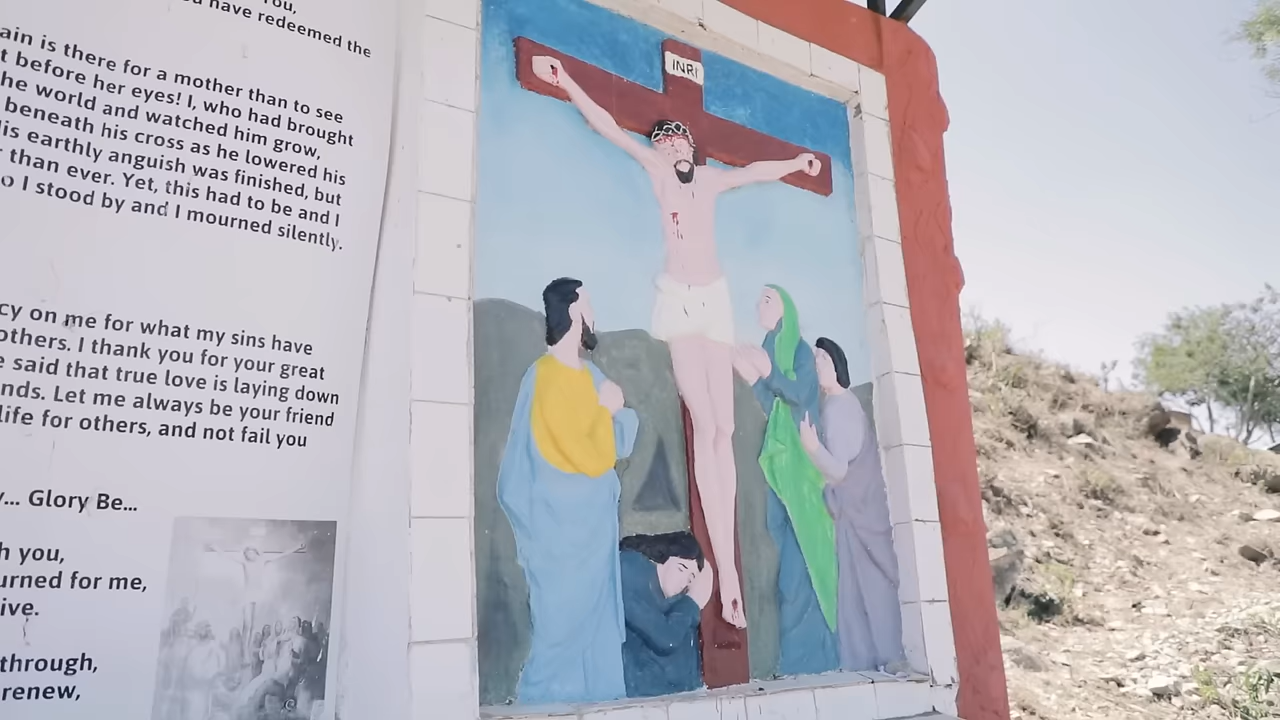 have redeemed the
ain is there for a mother than to see
t before her eyes! I, who had brought
he world and watched him grow,
beneath his cross as he lowered his
His earthly anguish was finished, but
than ever. Yet, this had to be and I
o I stood by and I mourned silently.
cy on me for what my sins have
others. I thank you for your great
e said that true love is laying down
nds. Let me always be your friend
life for others, and not fail you
y... Glory Be...
h you,
urned for me,
ive.
through,
renew,
INRI